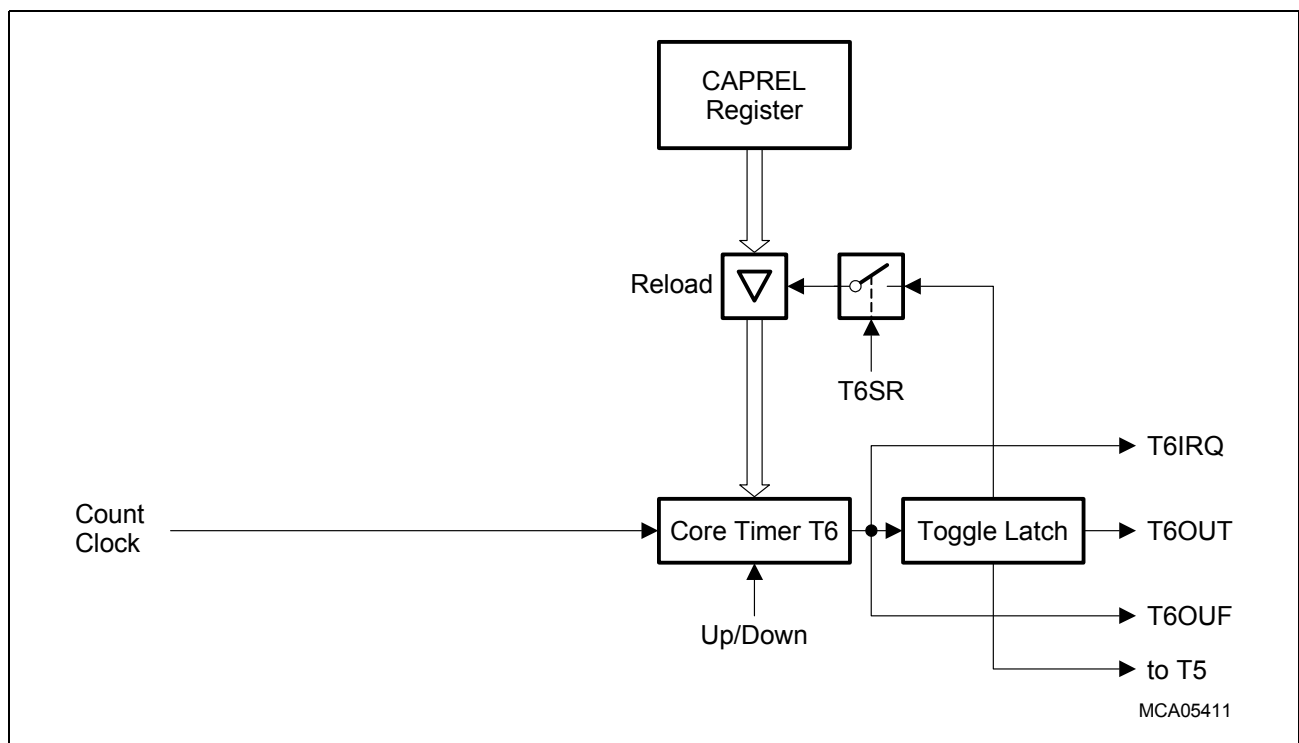 CAPREL
Register
Reload
T6SR
T6IRQ
Count
Clock
Core Timer T6
Toggle Latch
T6OUT
Up/Down
T6OUF
to T5
MCA05411